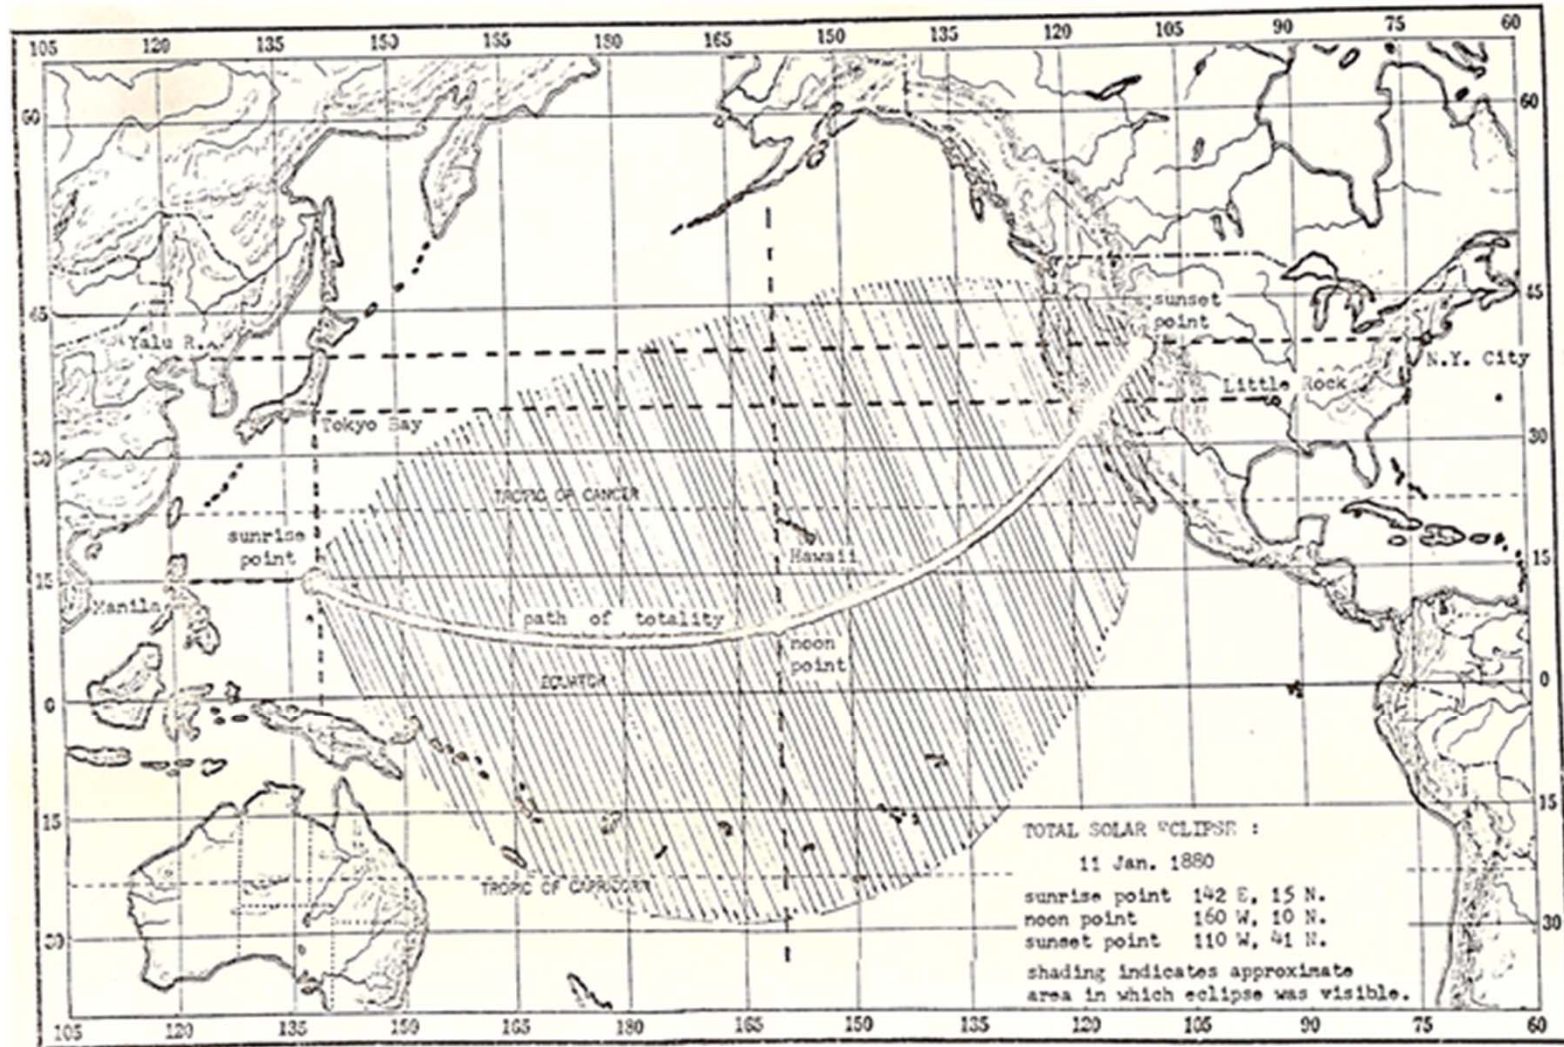 105 120 135 150 165 180 165 150 135 120 105 90 75 60
60 60
45 45
sunset
point
Yalu R.
N.Y. City
Little Rock
Tokyo Bay
30 30
TROPIC OF CANCER
sunrise
point
Hawaii
15 15
Manila
path of totality
noon
point
EQUATOR
0 0
15 15
TOTAL SOLAR ECLIPSE :
11 Jan. 1880
TROPIC OF CAPRICORN
sunrise point 142 E, 15 N.
noon point 160 W, 10 N.
sunset point 110 W, 41 N.
30 30
shading indicates approximate
area in which eclipse was visible.
105 120 135 150 165 180 165 150 135 120 105 90 75 60